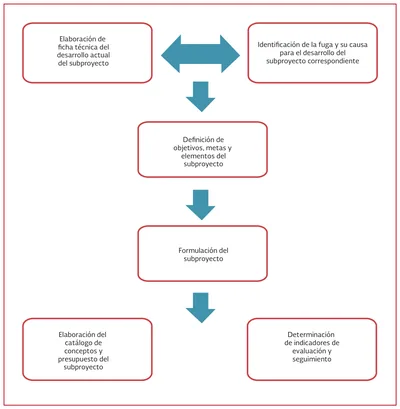 Elaboración de
ficha técnica del
desarrollo actual
del subproyecto
Identificación de la fuga y su causa
para el desarrollo del
subproyecto correspondiente
Definición de
objetivos, metas y
elementos del
subproyecto
Formulación del
subproyecto
Elaboración del
catálogo de
conceptos y
presupuesto del
subproyecto
Determinación
de indicadores de
evaluación y
seguimiento